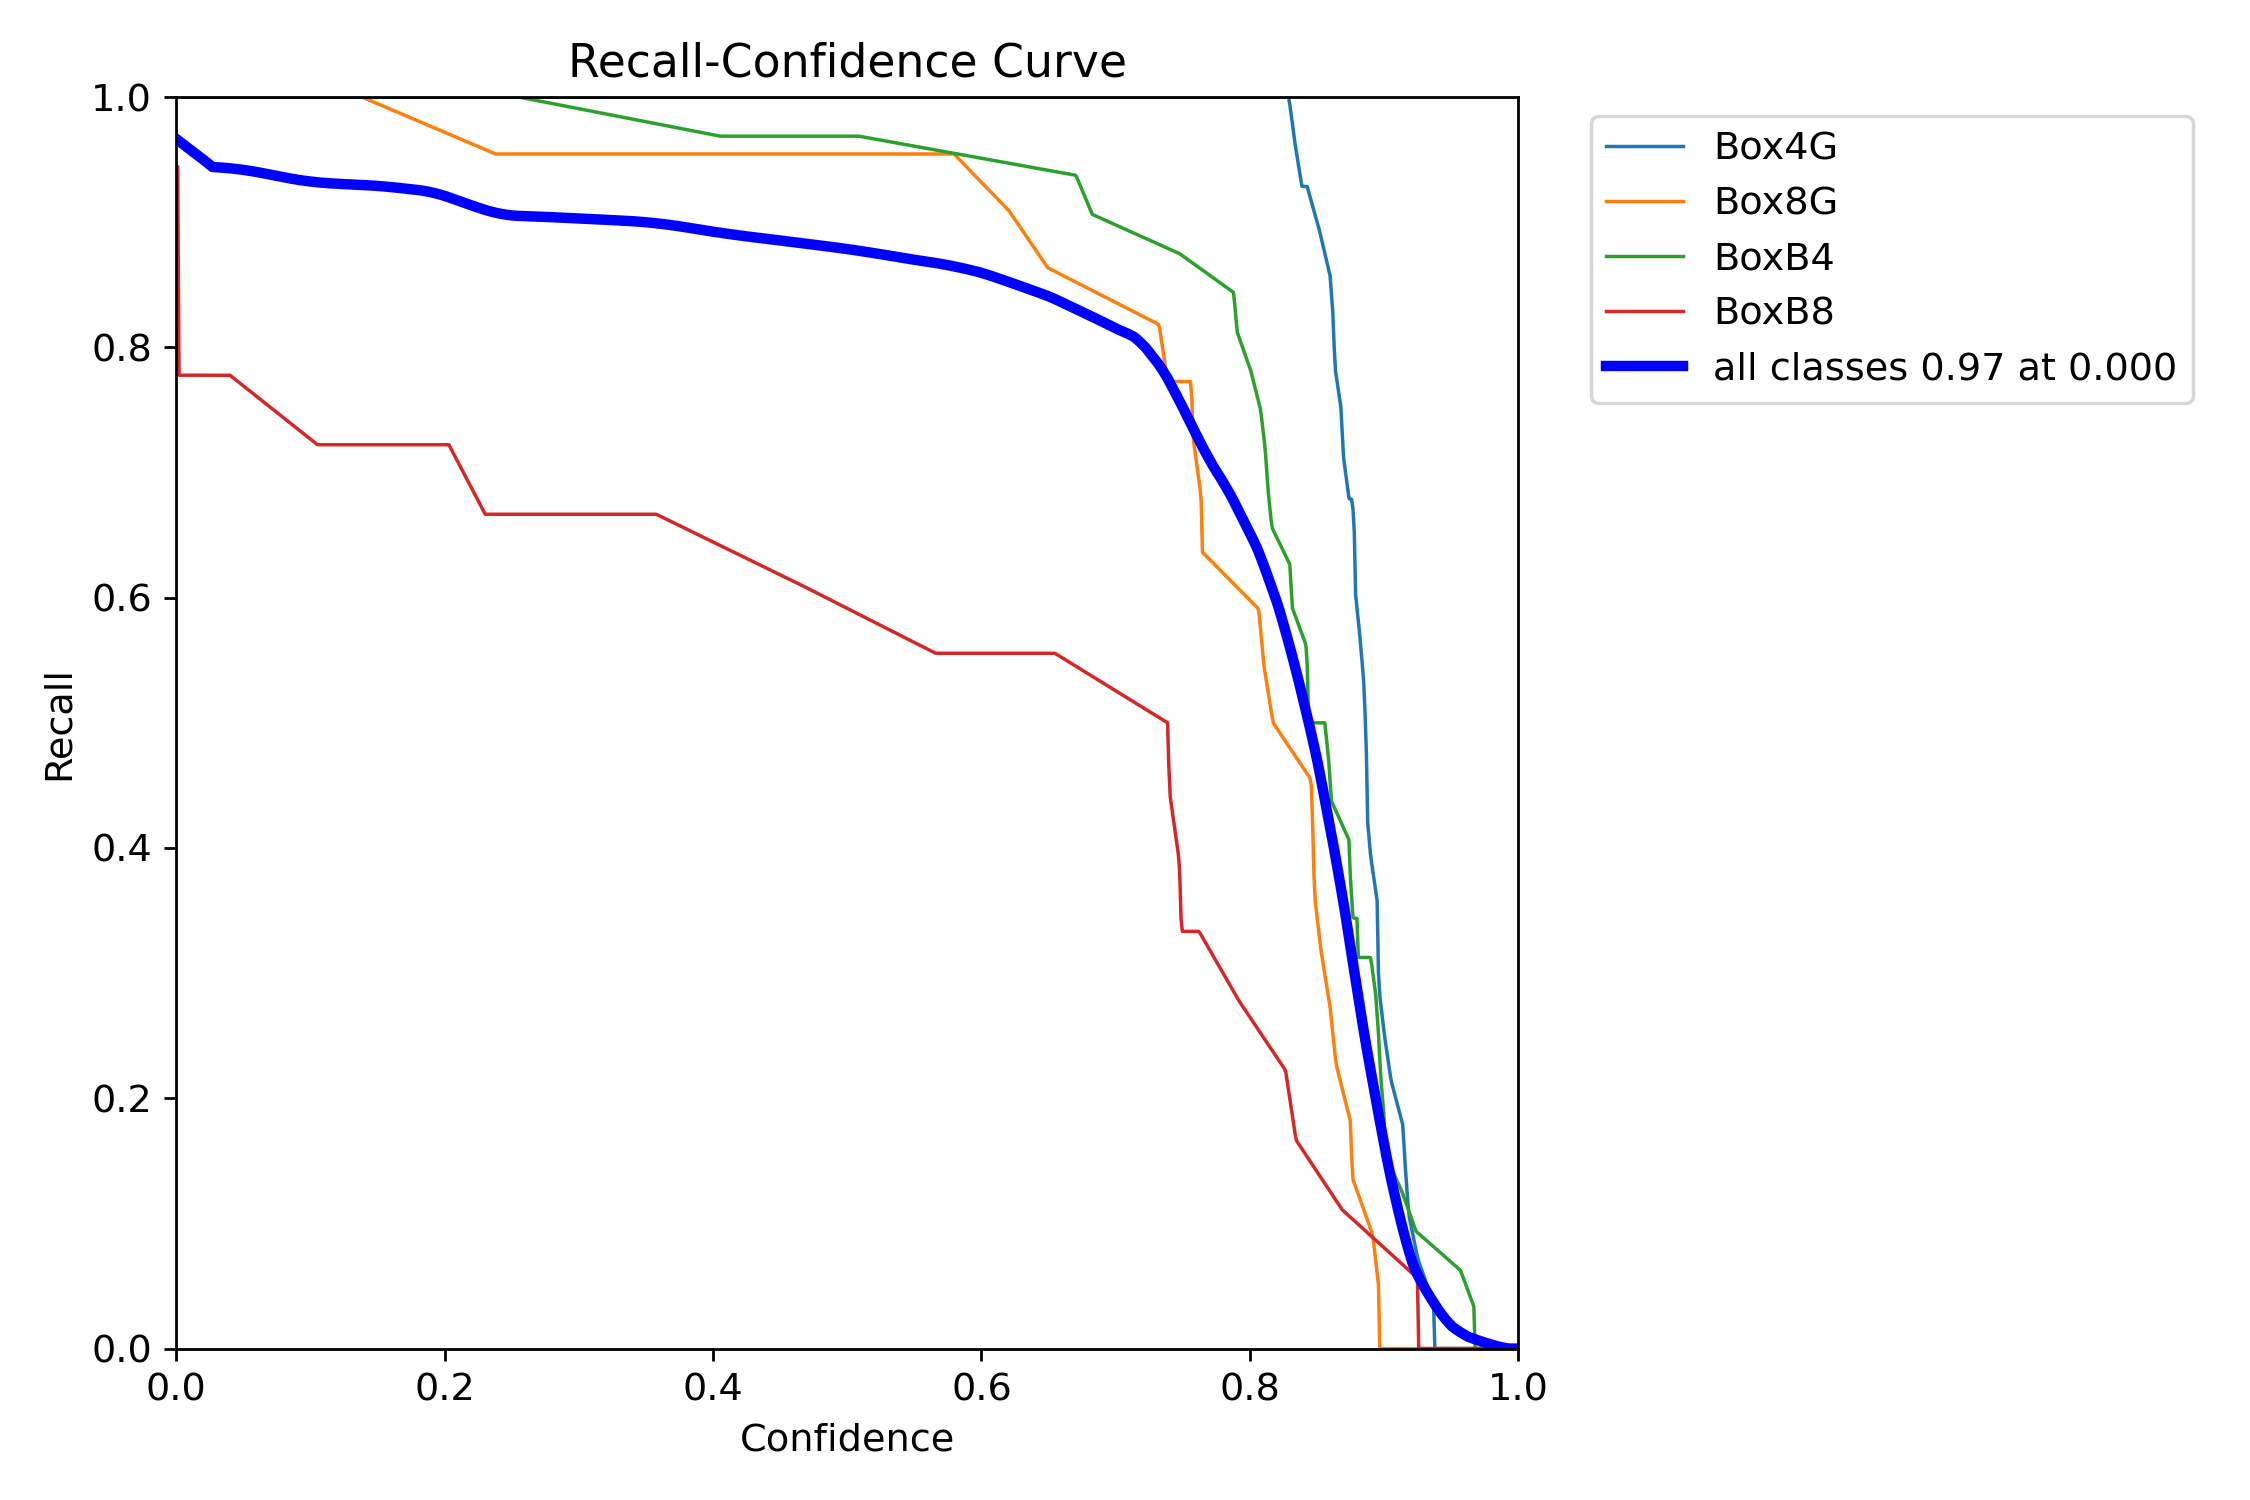 Recall-Confidence Curve
1.0
0.8
0.6
0.4
0.2
0.0
Recall
0.0 0.2 0.4 0.6 0.8 1.0
Confidence
Box4G
Box8G
BoxB4
BoxB8
all classes 0.97 at 0.000